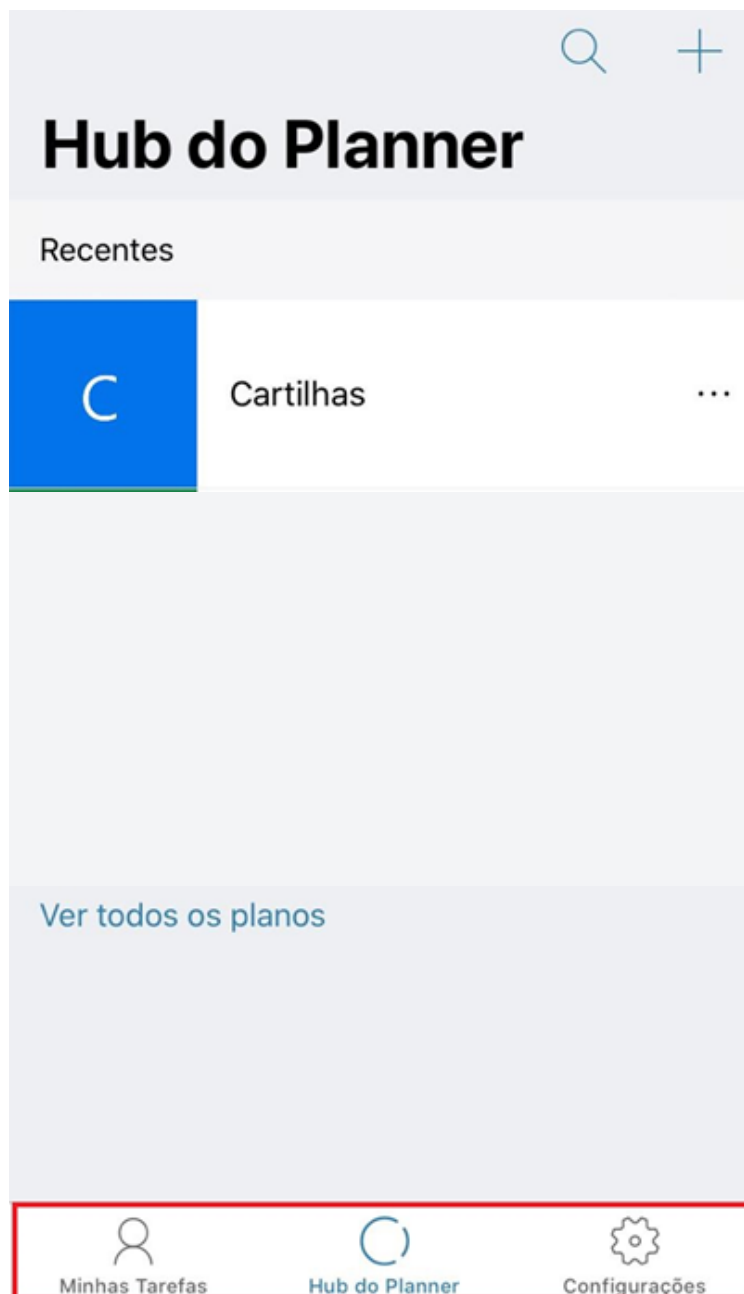 Hub do Planner
Recentes
C
Cartilhas
Ver todos os planos
Minhas Tarefas
Hub do Planner
Configurações